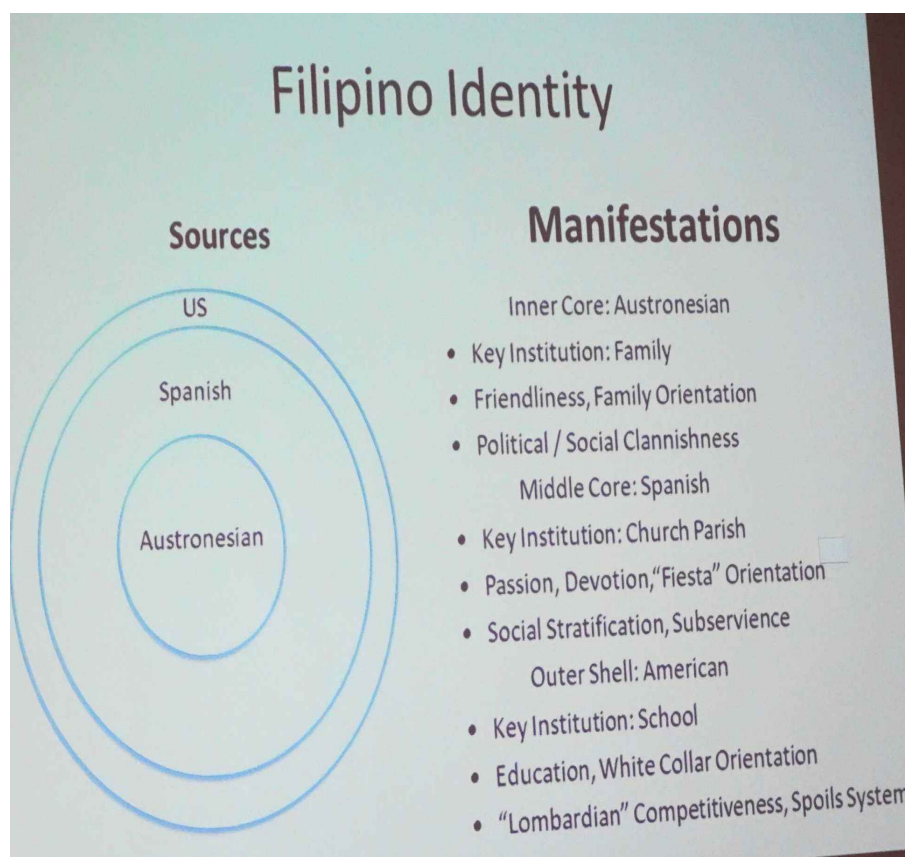 Filipino Identity
Sources
US
Spanish
Austronesian
Manifestations
Inner Core: Austronesian
• Key Institution: Family
• Friendliness, Family Orientation
• Political / Social Clannishness
Middle Core: Spanish
• Key Institution: Church Parish
• Passion, Devotion,“Fiesta” Orientation
• Social Stratification, Subservience
Outer Shell: American
• Key Institution: School
• Education, White Collar Orientation
• “Lombardian” Competitiveness, Spoils System